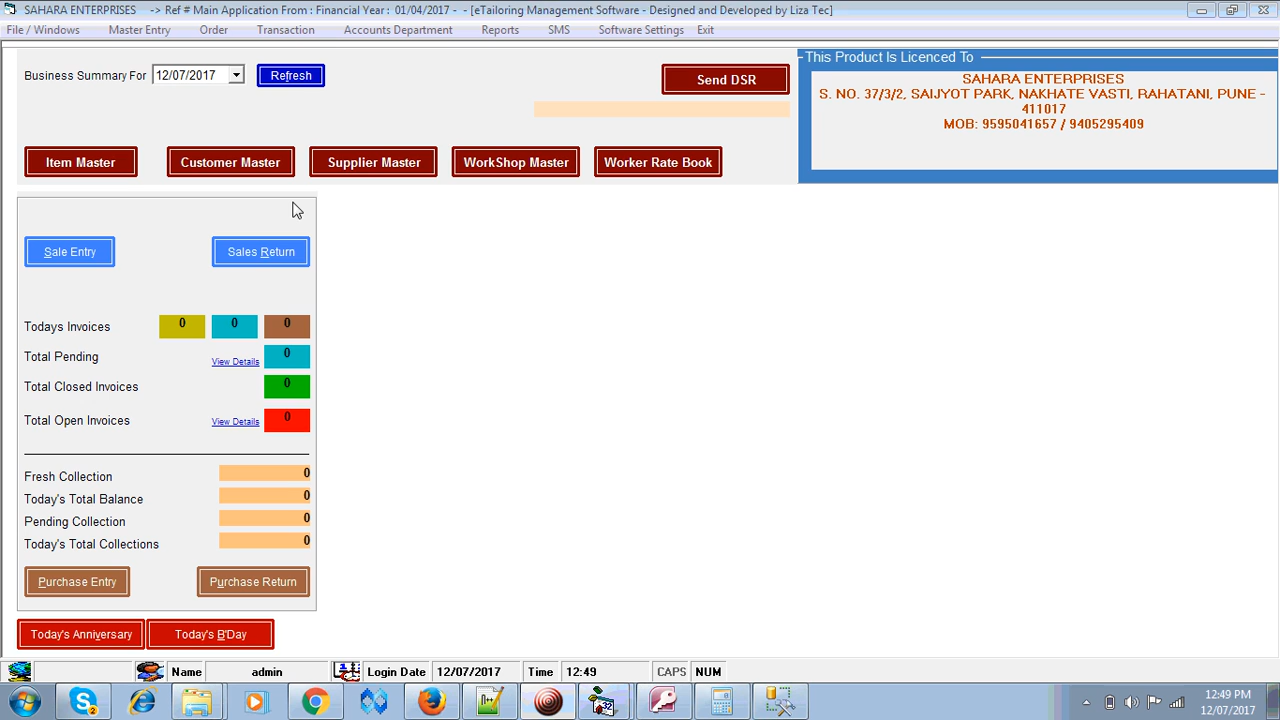 SAHARA ENTERPRISES -> Ref # Main Application From : Financial Year : 01/04/2017 - - [eTailoring Management Software - Designed and Developed by Liza Tec]
File / Windows Master Entry Order Transaction Accounts Department Reports SMS Software Settings Exit
Business Summary For 12/07/2017 Refresh Send DSR
This Product Is Licenced To
SAHARA ENTERPRISES
S. NO. 37/3/2, SAIJYOT PARK, NAKHATE VASTI, RAHATANI, PUNE -
411017
MOB: 9595041657 / 9405295409
Item Master Customer Master Supplier Master WorkShop Master Worker Rate Book
Sale Entry Sales Return
Todays Invoices 0 0 0
Total Pending View Details 0
Total Closed Invoices 0
Total Open Invoices View Details 0
Fresh Collection 0
Today's Total Balance 0
Pending Collection 0
Today's Total Collections 0
Purchase Entry Purchase Return
Today's Anniversary Today's B'Day
Name admin Login Date 12/07/2017 Time 12:49 CAPS NUM
2 32 12:49 PM
12/07/2017